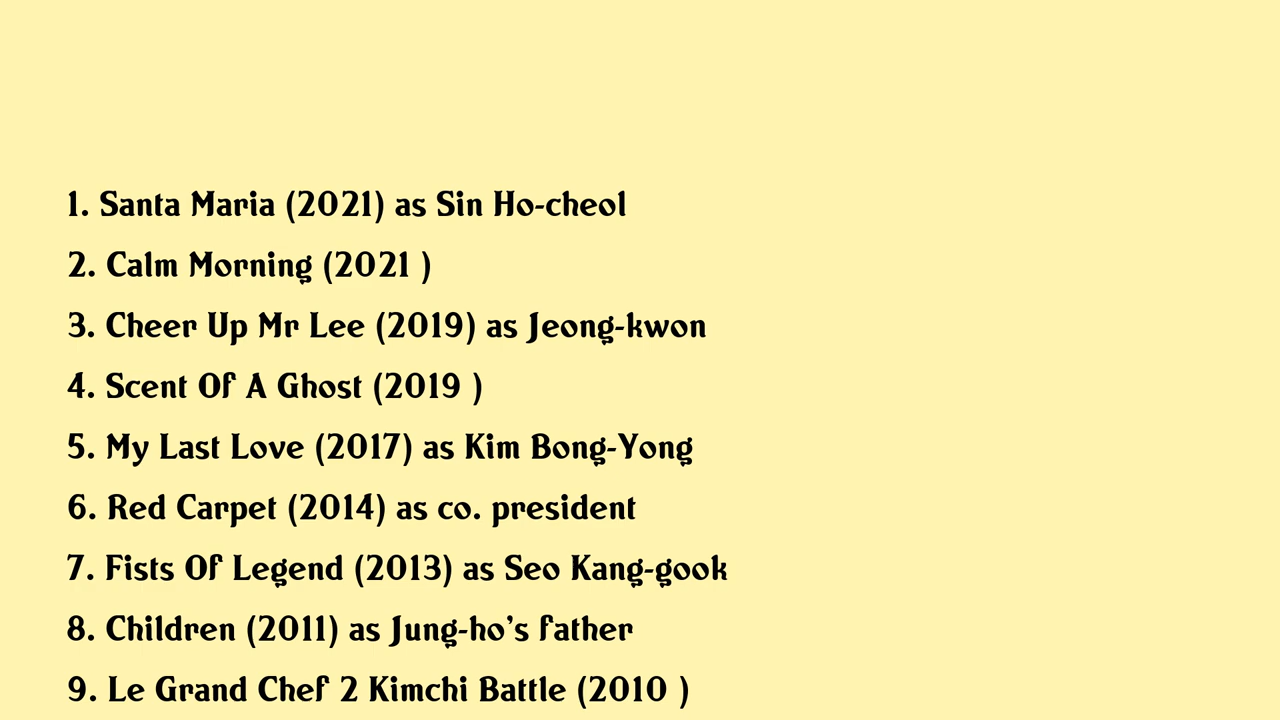 1. Santa Maria (2021) as Sin Ho-cheol
2. Calm Morning (2021 )
3. Cheer Up Mr Lee (2019) as Jeong-kwon
4. Scent Of A Ghost (2019 )
5. My Last Love (2017) as Kim Bong-Yong
6. Red Carpet (2014) as co. president
7. Fists Of Legend (2013) as Seo Kang-gook
8. Children (2011) as Jung-ho's father
9. Le Grand Chef 2 Kimchi Battle (2010 )